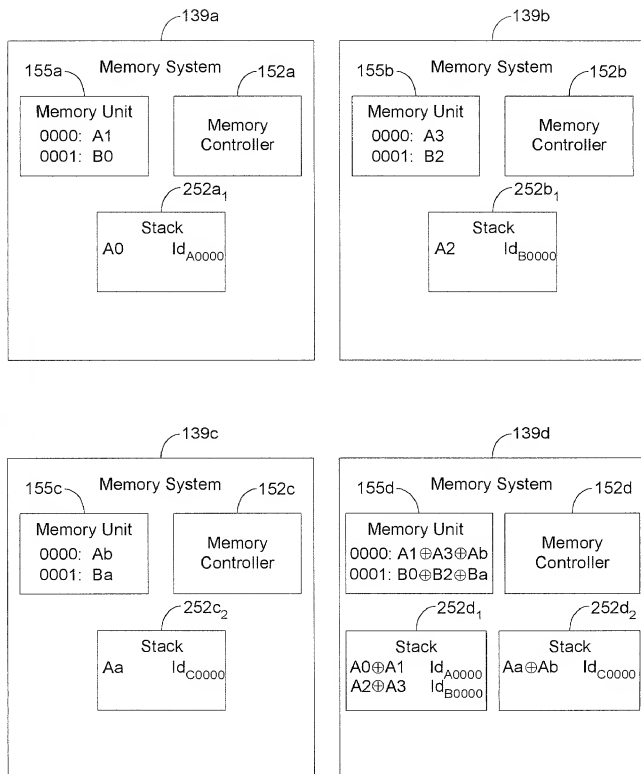 139a
Memory System
155a
152a
Memory Unit
0000: A1
0001: B0
Memory
Controller
252a1
Stack
A0 IdA0000
139b
Memory System
155b
152b
Memory Unit
0000: A3
0001: B2
Memory
Controller
252b1
Stack
A2 IdB0000
139c
Memory System
155c
152c
Memory Unit
0000: Ab
0001: Ba
Memory
Controller
252c2
Stack
Aa IdC0000
139d
Memory System
155d
152d
Memory Unit
0000: A1⊕A3⊕Ab
0001: B0⊕B2⊕Ba
Memory
Controller
252d1
Stack
A0⊕A1 IdA0000
A2⊕A3 IdB0000
252d2
Stack
Aa⊕Ab IdC0000